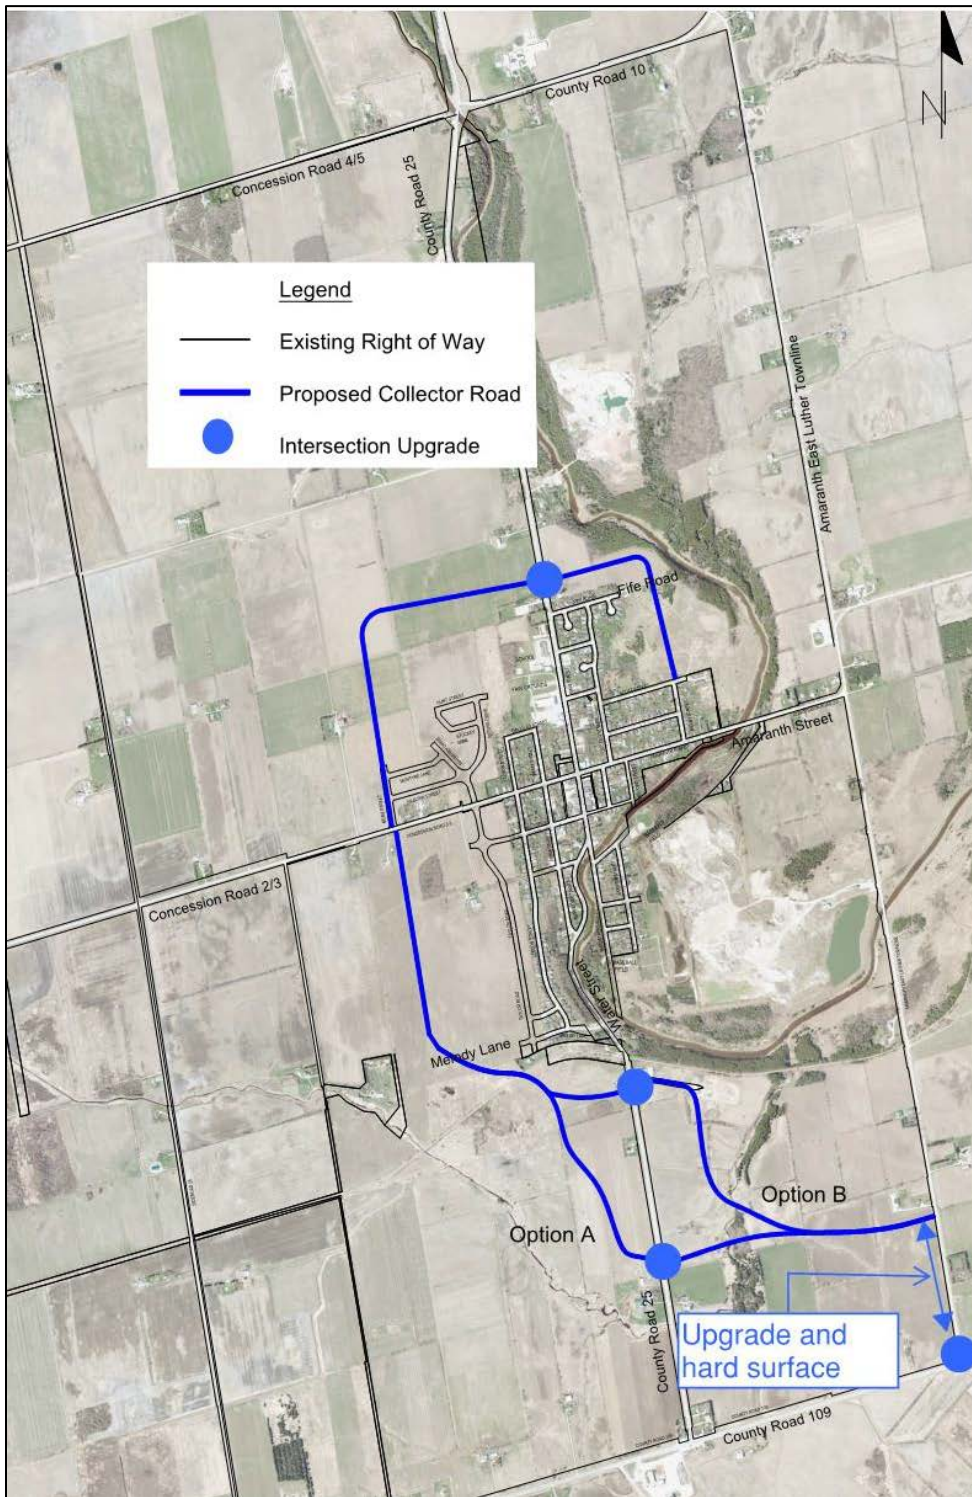 N
County Road 10
Concession Road 4/5
County Road 25
Legend
Existing Right of Way
Proposed Collector Road
Intersection Upgrade
Amaranth East Luther Townline
Fife Road
Amaranth Street
Concession Road 2/3
Water Street
Melody Lane
Option B
Option A
County Road 25
Upgrade and
hard surface
County Road 109